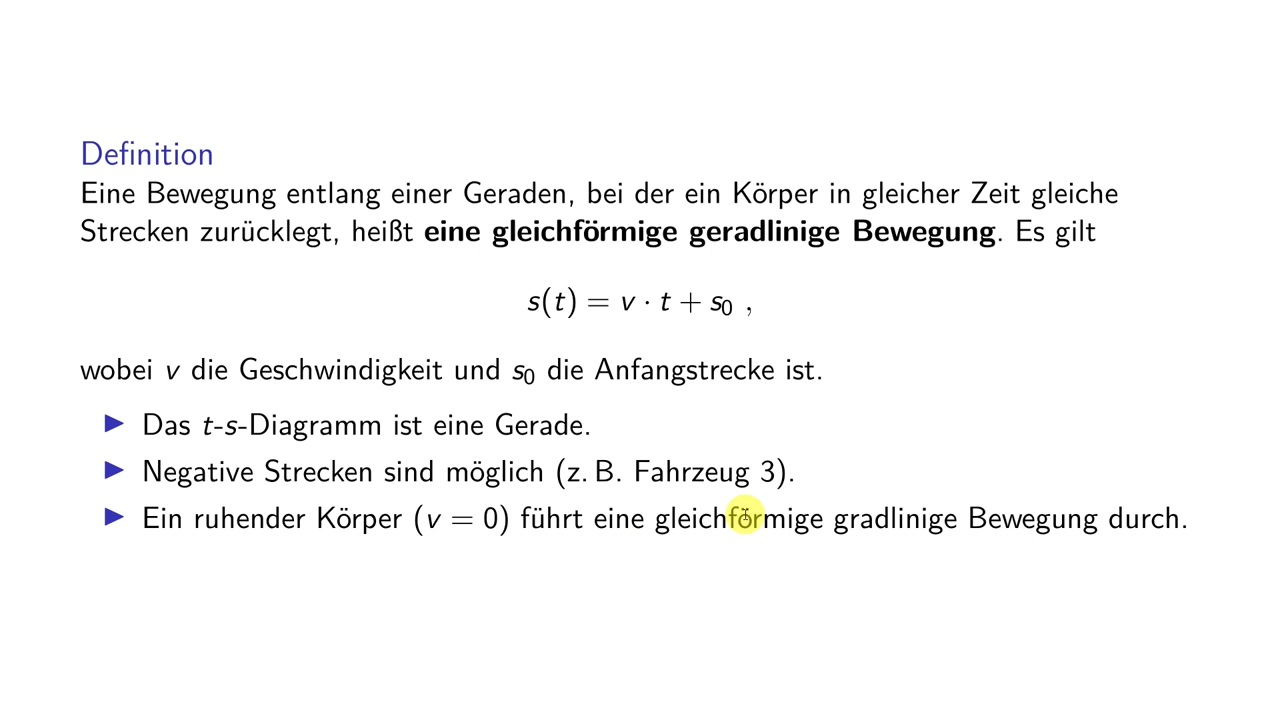 Definition
Eine Bewegung entlang einer Geraden, bei der ein Körper in gleicher Zeit gleiche
Strecken zurücklegt, heißt eine gleichförmige geradlinige Bewegung. Es gilt
s(t) = v · t + s₀ ,
wobei v die Geschwindigkeit und s₀ die Anfangstrecke ist.
▶ Das t-s-Diagramm ist eine Gerade.
▶ Negative Strecken sind möglich (z. B. Fahrzeug 3).
▶ Ein ruhender Körper (v = 0) führt eine gleichförmige gradlinige Bewegung durch.